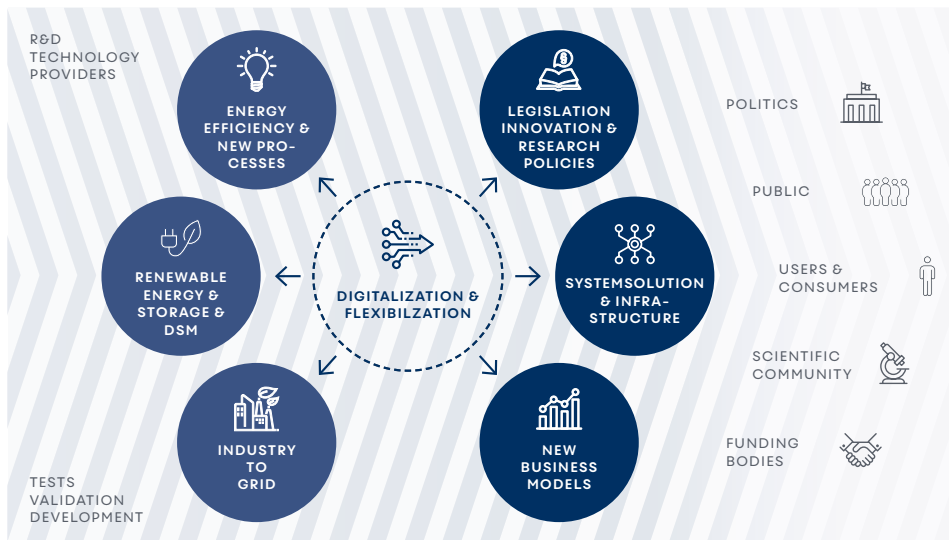 R&D
TECHNOLOGY
PROVIDERS
ENERGY
EFFICIENCY &
NEW PRO-
CESSES
LEGISLATION
INNOVATION &
RESEARCH
POLICIES
POLITICS
PUBLIC
RENEWABLE
ENERGY &
STORAGE &
DSM
DIGITALIZATION &
FLEXIBILZATION
SYSTEMSOLUTION
& INFRA-
STRUCTURE
USERS &
CONSUMERS
SCIENTIFIC
COMMUNITY
INDUSTRY
TO
GRID
NEW
BUSINESS
MODELS
FUNDING
BODIES
TESTS
VALIDATION
DEVELOPMENT